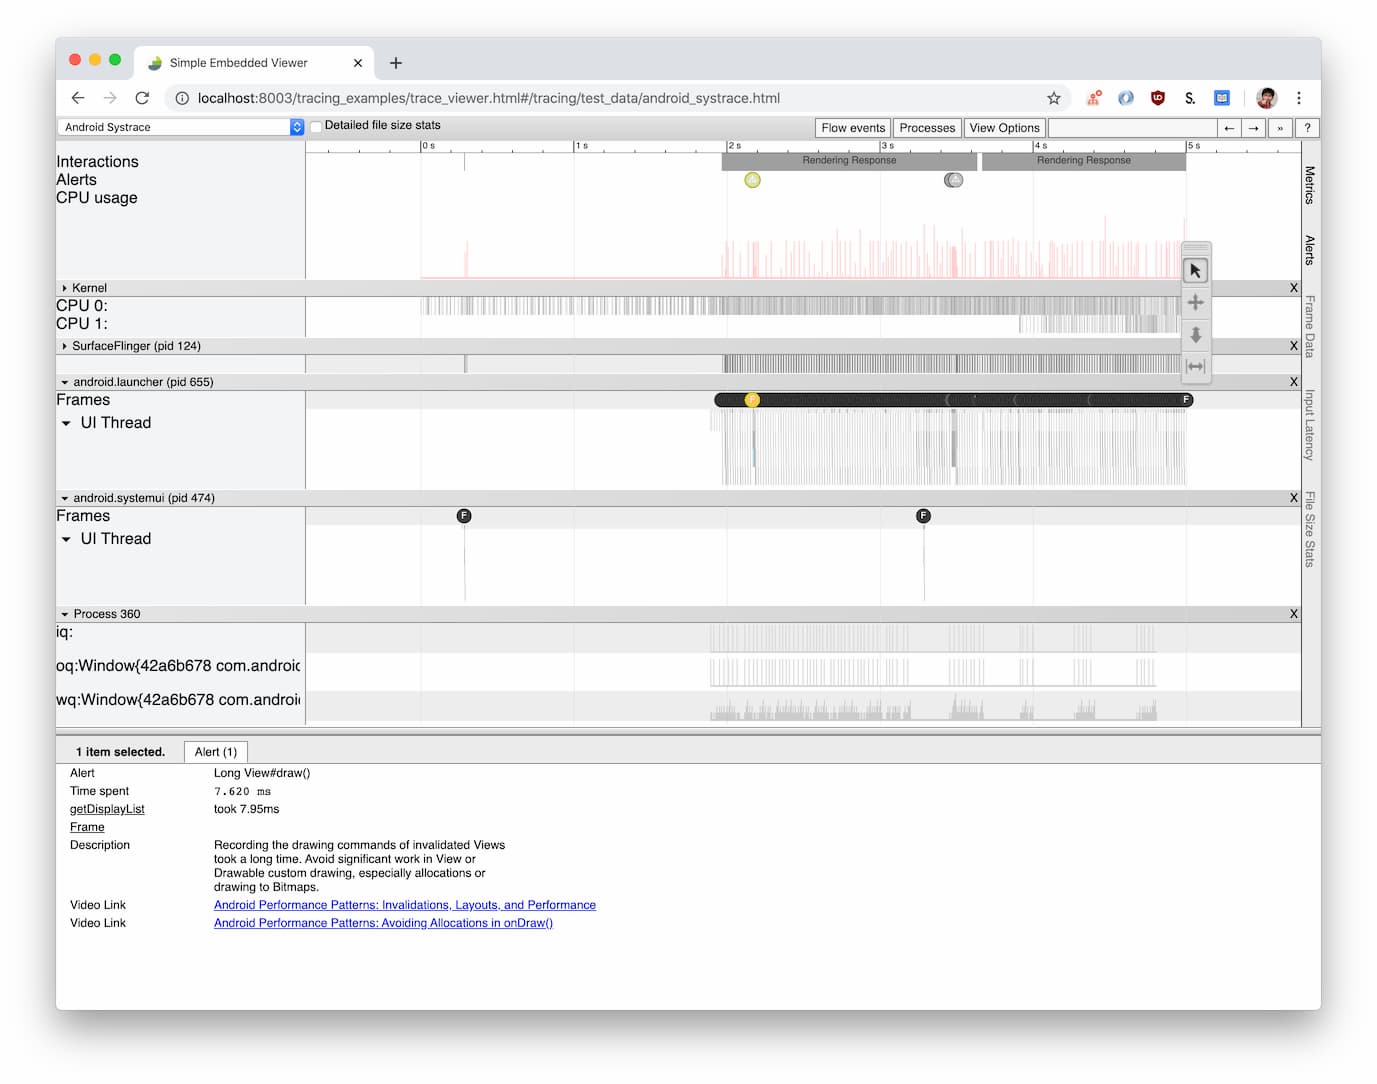 Simple Embedded Viewer
localhost:8003/tracing_examples/trace_viewer.html#/tracing/test_data/android_systrace.html
S.
Android Systrace
Detailed file size stats
Flow events
Processes
View Options
←
→
»
?
0 s
1 s
2 s
3 s
4 s
5 s
Interactions
Rendering Response
Rendering Response
Alerts
CPU usage
Kernel
X
CPU 0:
CPU 1:
SurfaceFlinger (pid 124)
X
android.launcher (pid 655)
X
Frames
F
F
UI Thread
android.systemui (pid 474)
X
Frames
F
F
UI Thread
Process 360
X
iq:
oq:Window{42a6b678 com.android
wq:Window{42a6b678 com.androi
Metrics
Alerts
Frame Data
Input Latency
File Size Stats
1 item selected.
Alert (1)
Alert Long View#draw()
Time spent 7.620 ms
getDisplayList took 7.95ms
Frame
Description Recording the drawing commands of invalidated Views
took a long time. Avoid significant work in View or
Drawable custom drawing, especially allocations or
drawing to Bitmaps.
Video Link Android Performance Patterns: Invalidations, Layouts, and Performance
Video Link Android Performance Patterns: Avoiding Allocations in onDraw()